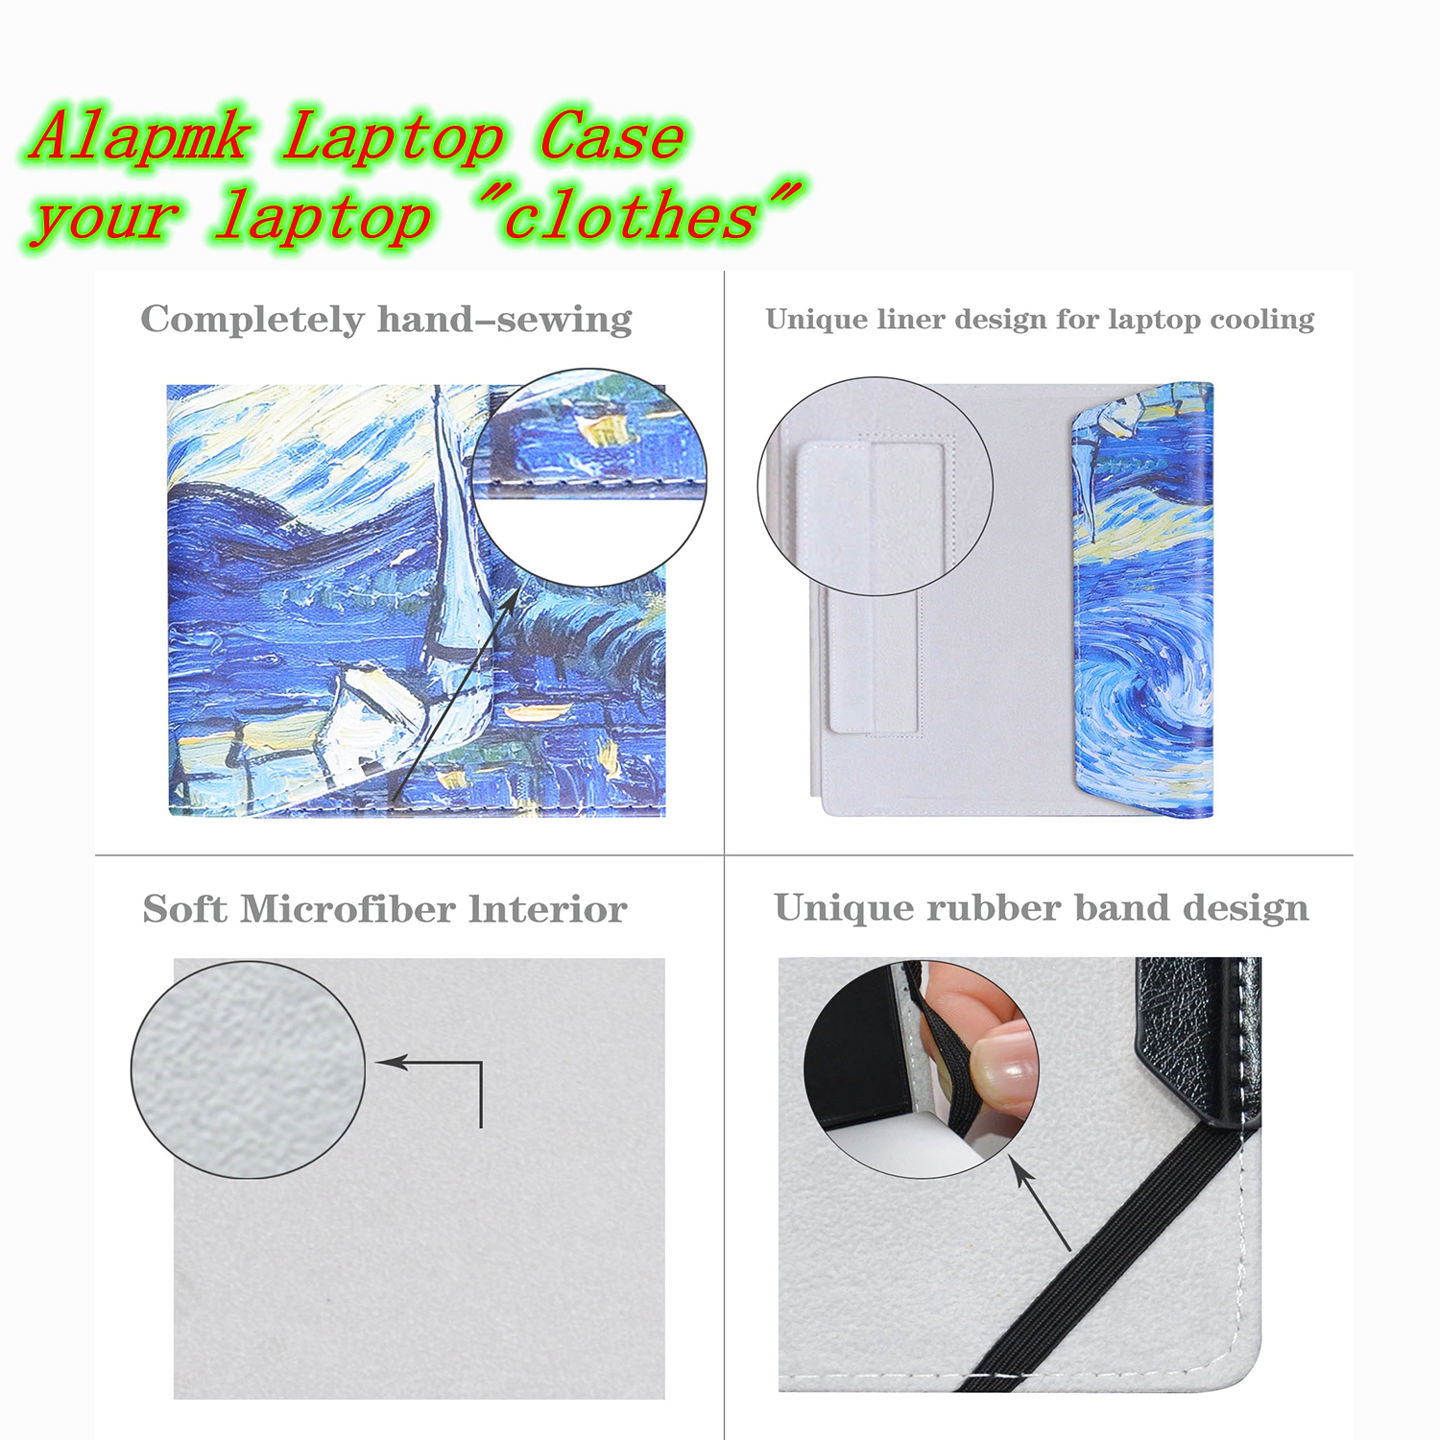 Alapmk Laptop Case
your laptop "clothes"
Completely hand-sewing
Unique liner design for laptop cooling
Soft Microfiber lnterior
Unique rubber band design